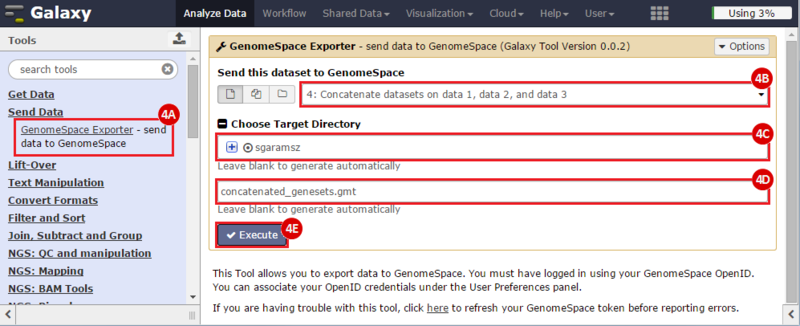 Galaxy
Analyze Data
Workflow
Shared Data
Visualization
Cloud
Help
User
Using 3%
Tools
search tools
Get Data
Send Data
4A
GenomeSpace Exporter - send
data to GenomeSpace
Lift-Over
Text Manipulation
Convert Formats
Filter and Sort
Join, Subtract and Group
NGS: QC and manipulation
NGS: Mapping
NGS: BAM Tools
GenomeSpace Exporter - send data to GenomeSpace (Galaxy Tool Version 0.0.2)
Options
Send this dataset to GenomeSpace
4B
4: Concatenate datasets on data 1, data 2, and data 3
Choose Target Directory
4C
sgaramsz
Leave blank to generate automatically
4D
concatenated_genesets.gmt
Leave blank to generate automatically
4E
Execute
This Tool allows you to export data to GenomeSpace. You must have logged in using your GenomeSpace OpenID.
You can associate your OpenID credentials under the User Preferences panel.
If you are having trouble with this tool, click here to refresh your GenomeSpace token before reporting errors.